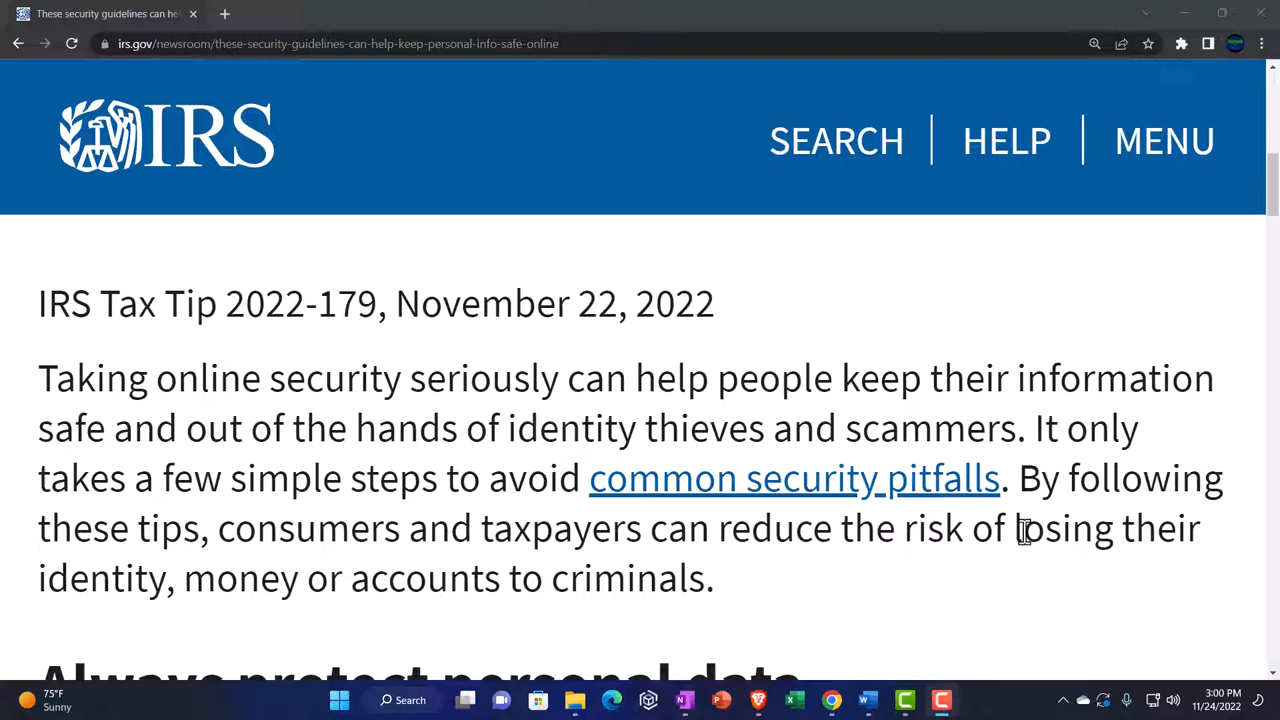 These security guidelines can he
irs.gov/newsroom/these-security-guidelines-can-help-keep-personal-info-safe-online
IRS
SEARCH
HELP
MENU
IRS Tax Tip 2022-179, November 22, 2022
Taking online security seriously can help people keep their information
safe and out of the hands of identity thieves and scammers. It only
takes a few simple steps to avoid common security pitfalls. By following
these tips, consumers and taxpayers can reduce the risk of losing their
identity, money or accounts to criminals.
Always protect personal data
75°F
Sunny
Search
3:00 PM
11/24/2022